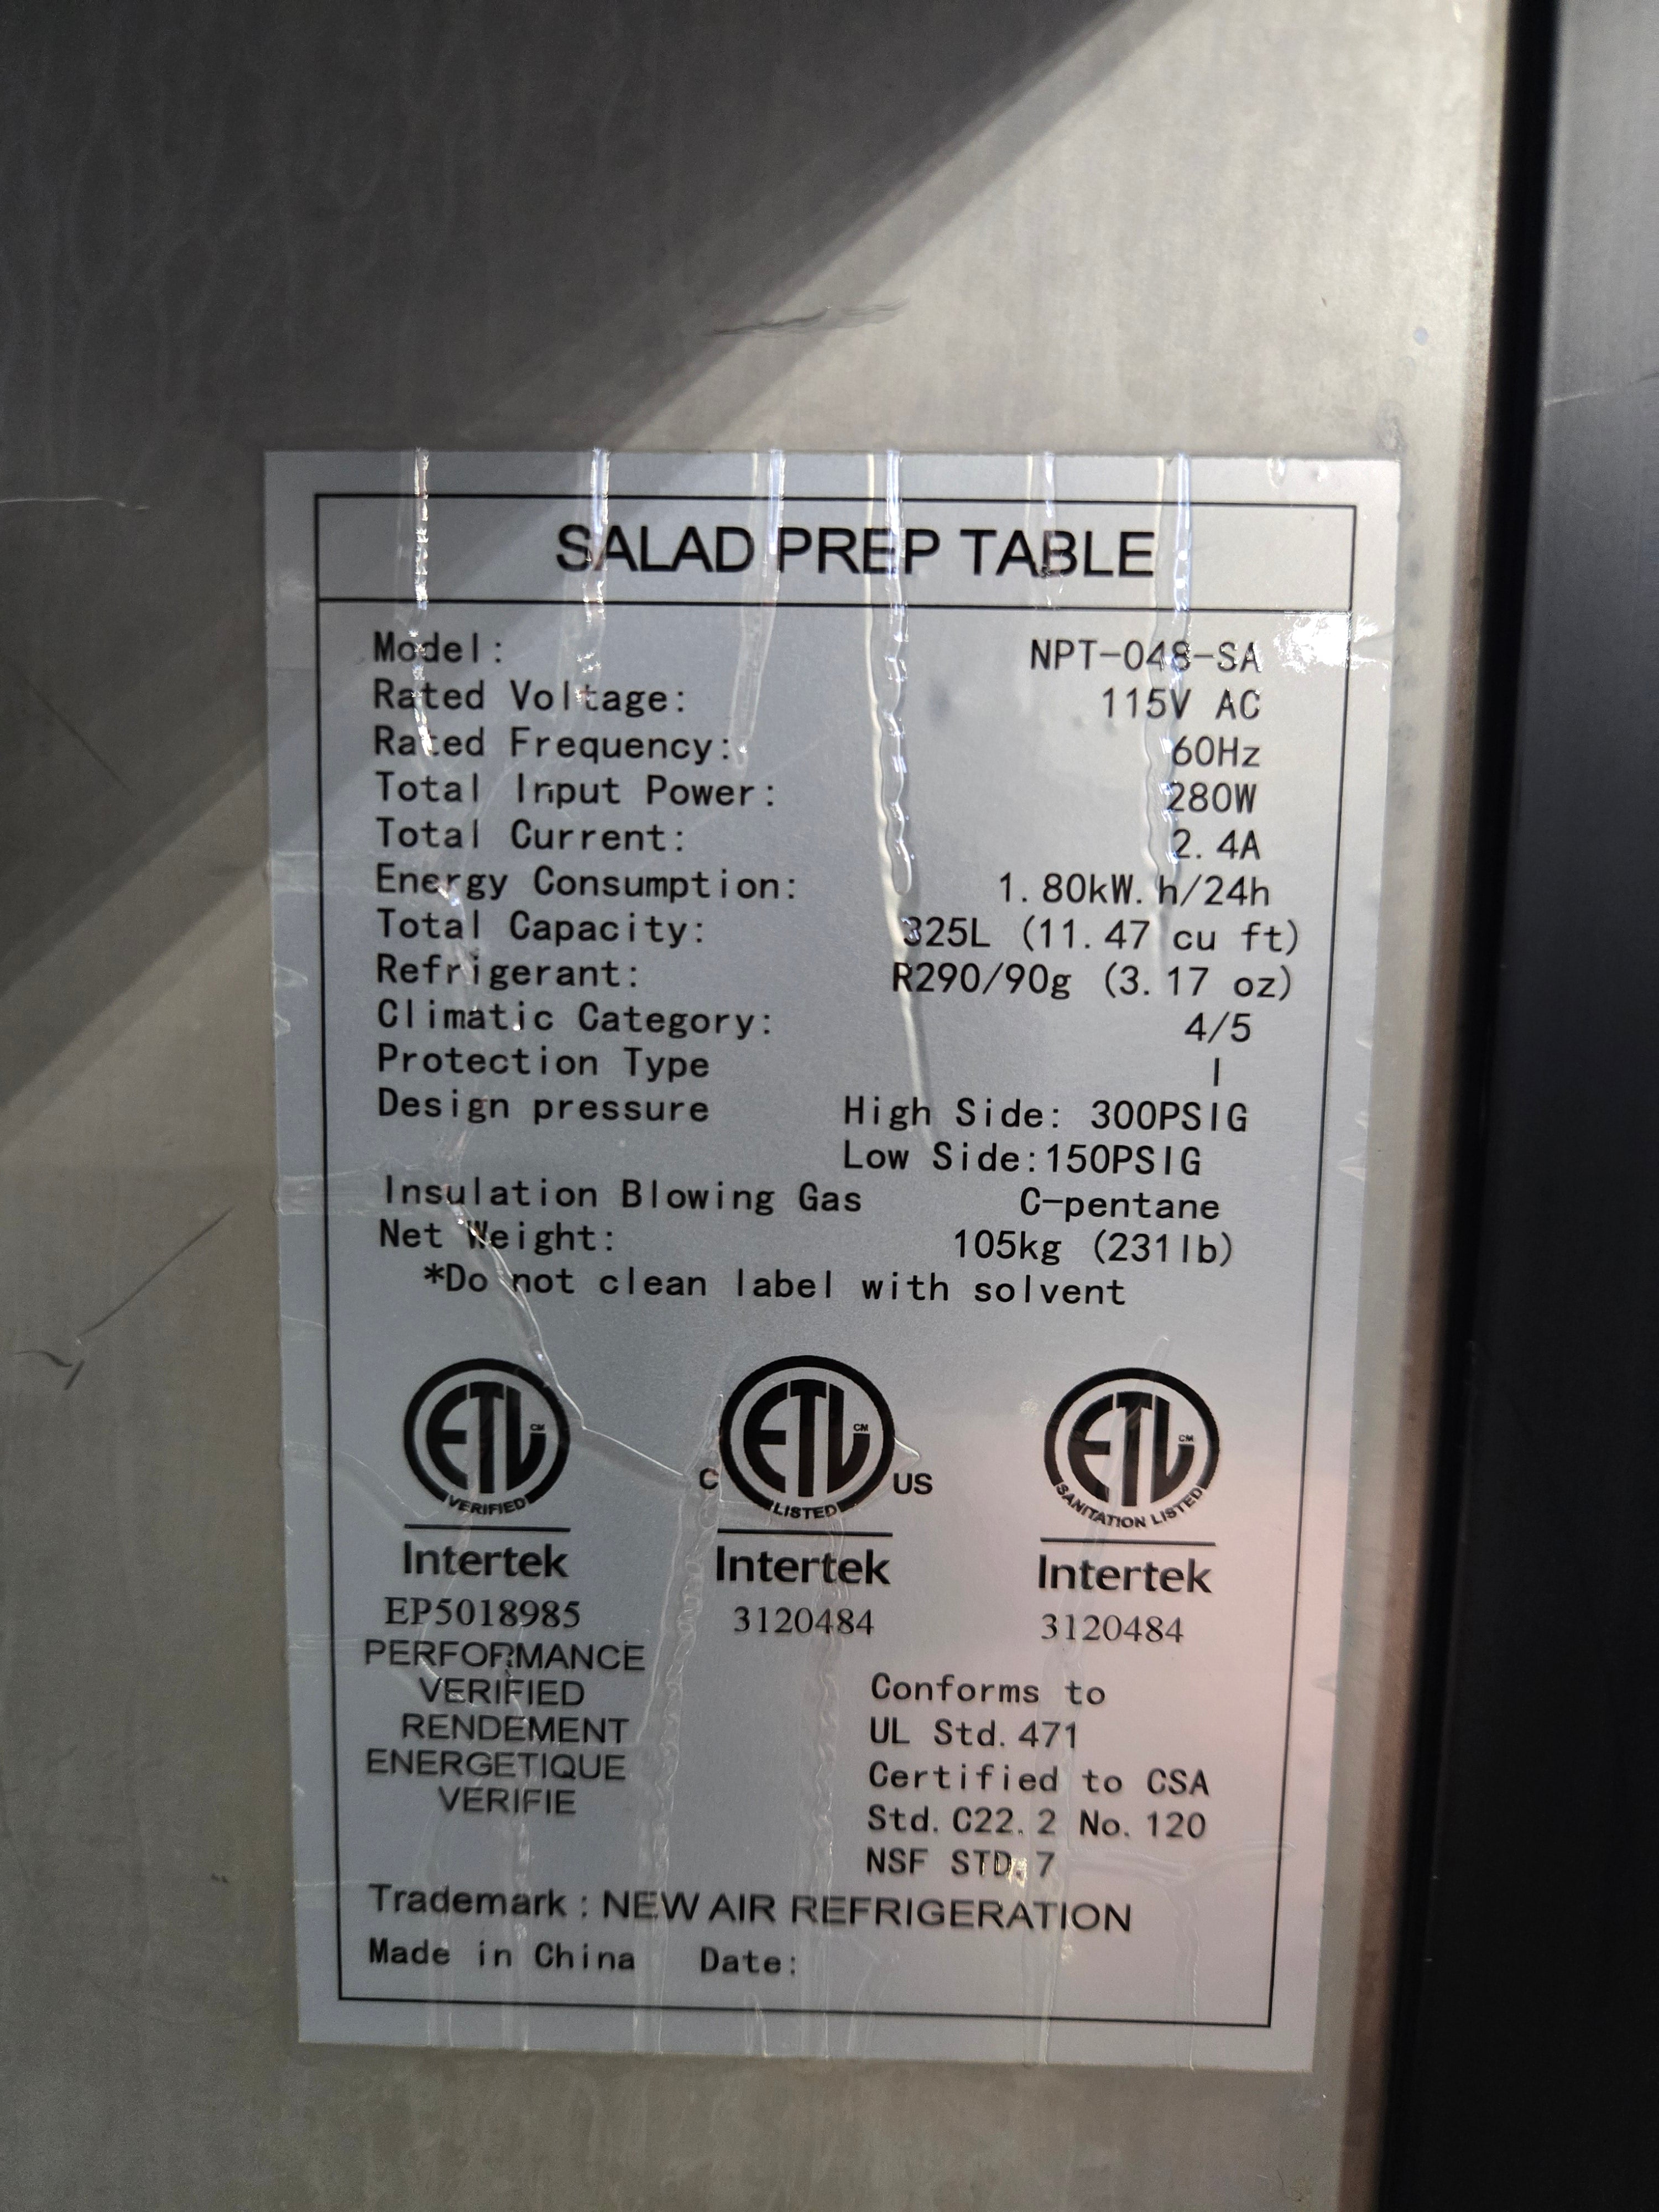 SALAD PREP TABLE
Model: NPT-048-SA
Rated Voltage: 115V AC
Rated Frequency: 60Hz
Total Input Power: 280W
Total Current: 2.4A
Energy Consumption: 1.80kW.h/24h
Total Capacity: 325L (11.47 cu ft)
Refrigerant: R290/90g (3.17 oz)
Climatic Category: 4/5
Protection Type I
Design pressure High Side: 300PSIG
Low Side:150PSIG
Insulation Blowing Gas C-pentane
Net Weight: 105kg (231lb)
*Do not clean label with solvent
ETL CM VERIFIED
Intertek
EP5018985
PERFORMANCE
VERIFIED
RENDEMENT
ENERGETIQUE
VERIFIE
C ETL CM US LISTED
Intertek
3120484
ETL CM SANITATION LISTED
Intertek
3120484
Conforms to
UL Std.471
Certified to CSA
Std.C22.2 No.120
NSF STD.7
Trademark : NEW AIR REFRIGERATION
Made in China Date: